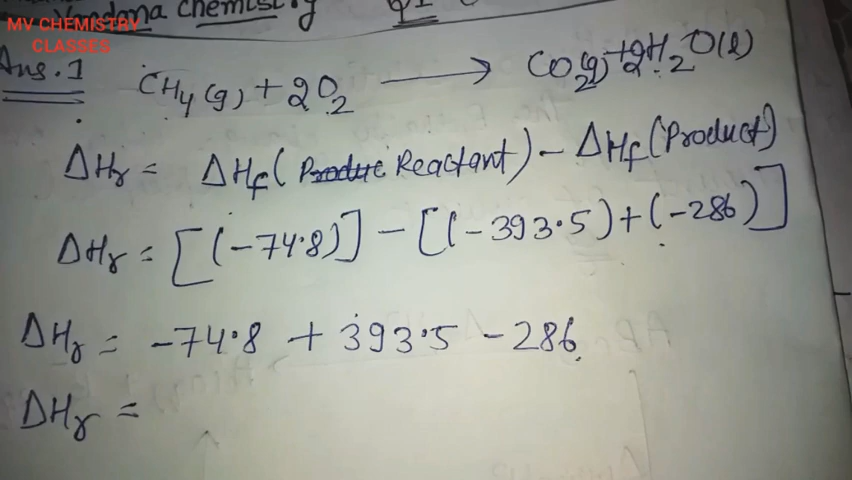 MV CHEMISTRY
CLASSES
Chemistry
Ans.1 CH4(g) + 2O2 → CO2(g) + 2H2O(l)
ΔHr = ΔHf( Reactant) − ΔHf(Product)
ΔHr = [(−74.8)] − [(−393.5)+(−286)]
ΔHr = −74.8 + 393.5 − 286
ΔHr =